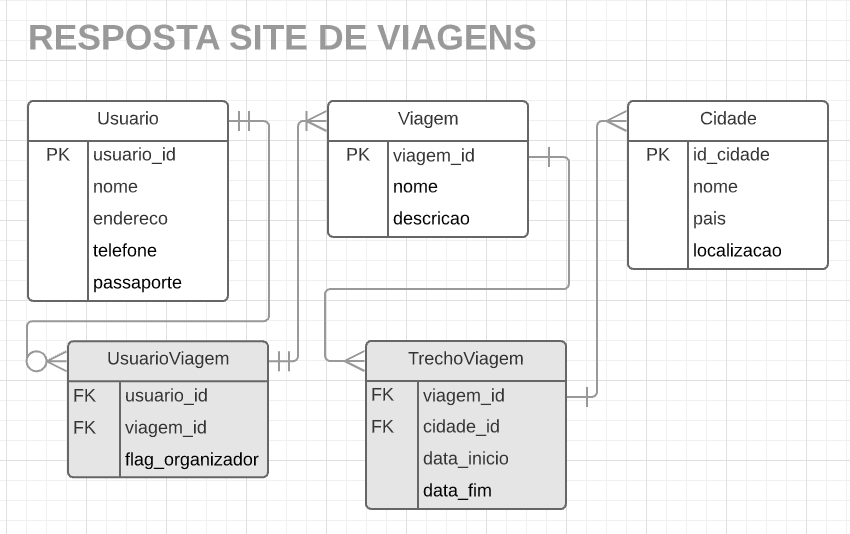 RESPOSTA SITE DE VIAGENS
Usuario
PK usuario_id
nome
endereco
telefone
passaporte
Viagem
PK viagem_id
nome
descricao
Cidade
PK id_cidade
nome
pais
localizacao
UsuarioViagem
FK usuario_id
FK viagem_id
flag_organizador
TrechoViagem
FK viagem_id
FK cidade_id
data_inicio
data_fim